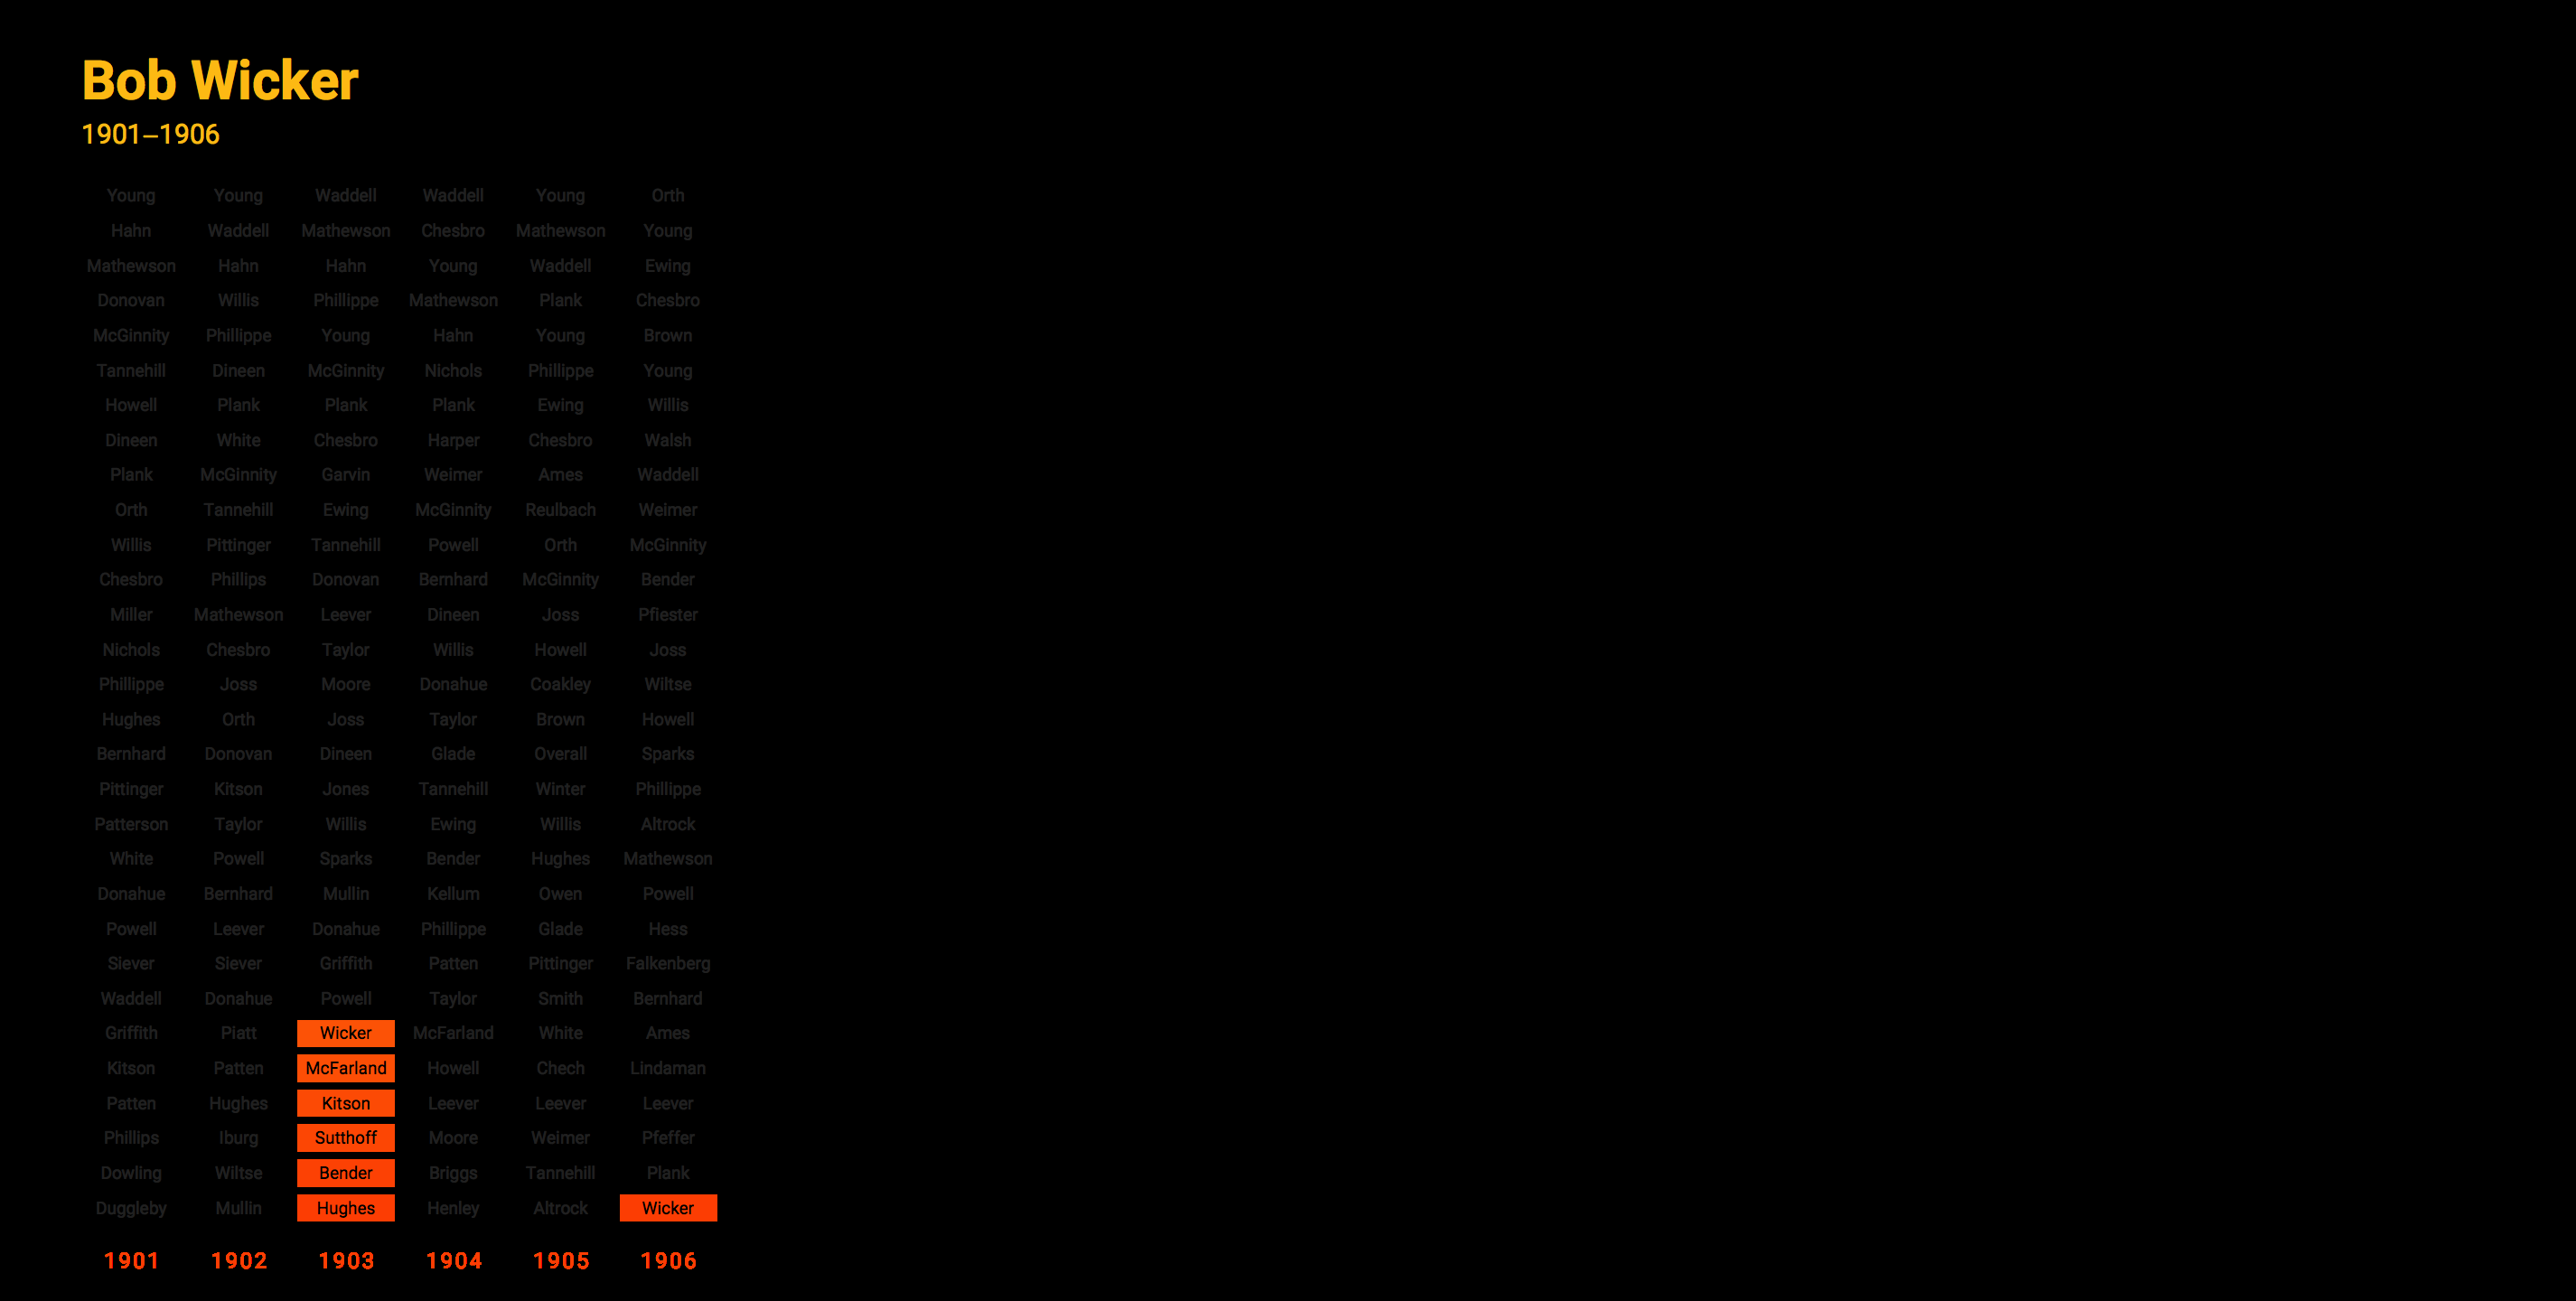 Bob Wicker
1901–1906
Young Young Waddell Waddell Young Orth
Hahn Waddell Mathewson Chesbro Mathewson Young
Mathewson Hahn Hahn Young Waddell Ewing
Donovan Willis Phillippe Mathewson Plank Chesbro
McGinnity Phillippe Young Hahn Young Brown
Tannehill Dineen McGinnity Nichols Phillippe Young
Howell Plank Plank Plank Ewing Willis
Dineen White Chesbro Harper Chesbro Walsh
Plank McGinnity Garvin Weimer Ames Waddell
Orth Tannehill Ewing McGinnity Reulbach Weimer
Willis Pittinger Tannehill Powell Orth McGinnity
Chesbro Phillips Donovan Bernhard McGinnity Bender
Miller Mathewson Leever Dineen Joss Pfiester
Nichols Chesbro Taylor Willis Howell Joss
Phillippe Joss Moore Donahue Coakley Wiltse
Hughes Orth Joss Taylor Brown Howell
Bernhard Donovan Dineen Glade Overall Sparks
Pittinger Kitson Jones Tannehill Winter Phillippe
Patterson Taylor Willis Ewing Willis Altrock
White Powell Sparks Bender Hughes Mathewson
Donahue Bernhard Mullin Kellum Owen Powell
Powell Leever Donahue Phillippe Glade Hess
Siever Siever Griffith Patten Pittinger Falkenberg
Waddell Donahue Powell Taylor Smith Bernhard
Griffith Piatt Wicker McFarland White Ames
Kitson Patten McFarland Howell Chech Lindaman
Patten Hughes Kitson Leever Leever Leever
Phillips Iburg Sutthoff Moore Weimer Pfeffer
Dowling Wiltse Bender Briggs Tannehill Plank
Duggleby Mullin Hughes Henley Altrock Wicker
1901 1902 1903 1904 1905 1906